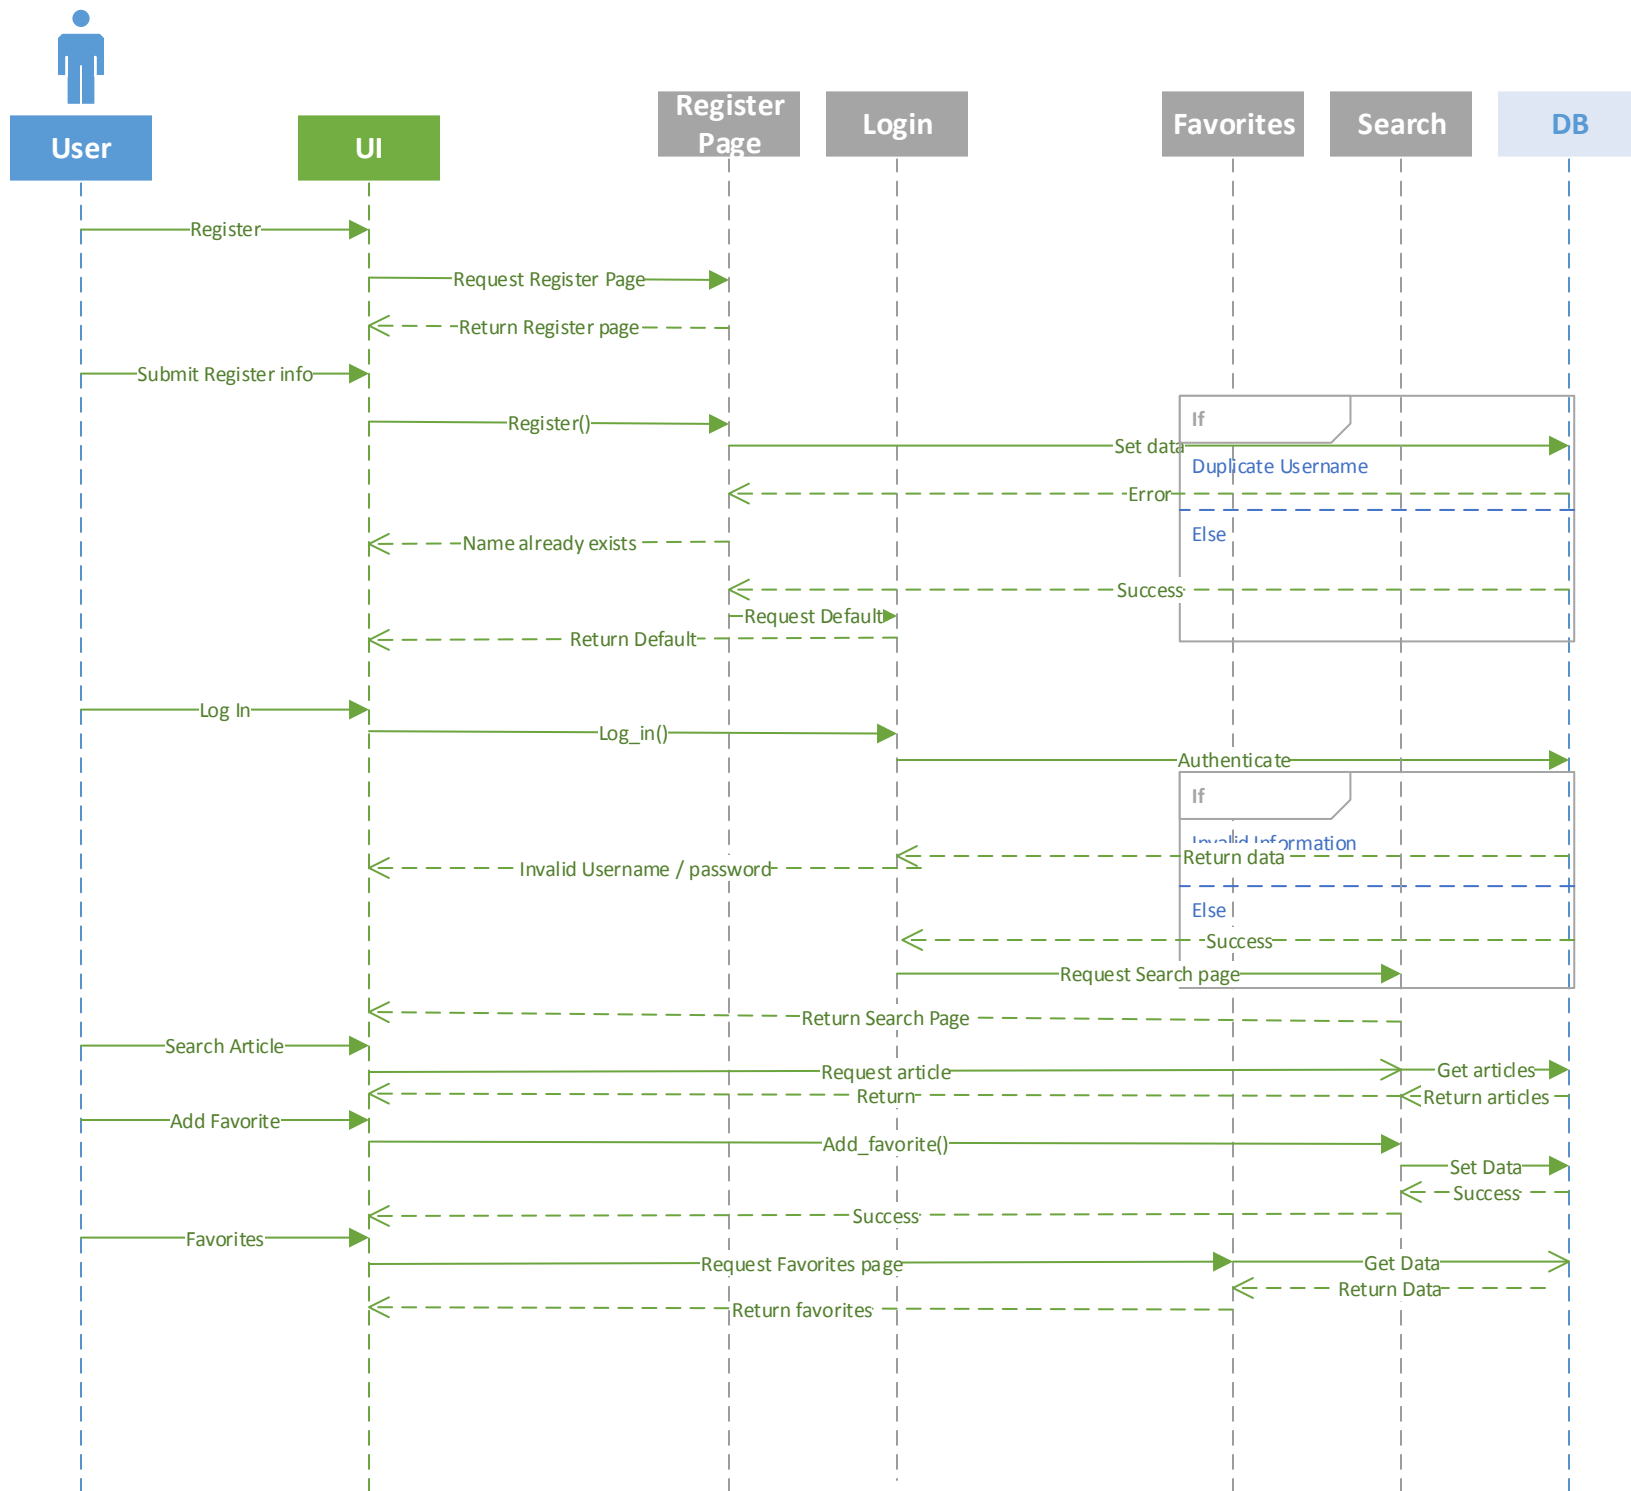 User
UI
Register
Page
Login
Favorites
Search
DB
Register
Request Register Page
Return Register page
Submit Register info
If
Register()
Set data
Duplicate Username
Error
Else
Name already exists
Success
Request Default
Return Default
Log In
Log_in()
Authenticate
If
Invalid Information
Return data
Invalid Username / password
Else
Success
Request Search page
Return Search Page
Search Article
Request article
Get articles
Return
Return articles
Add Favorite
Add_favorite()
Set Data
Success
Success
Favorites
Request Favorites page
Get Data
Return Data
Return favorites